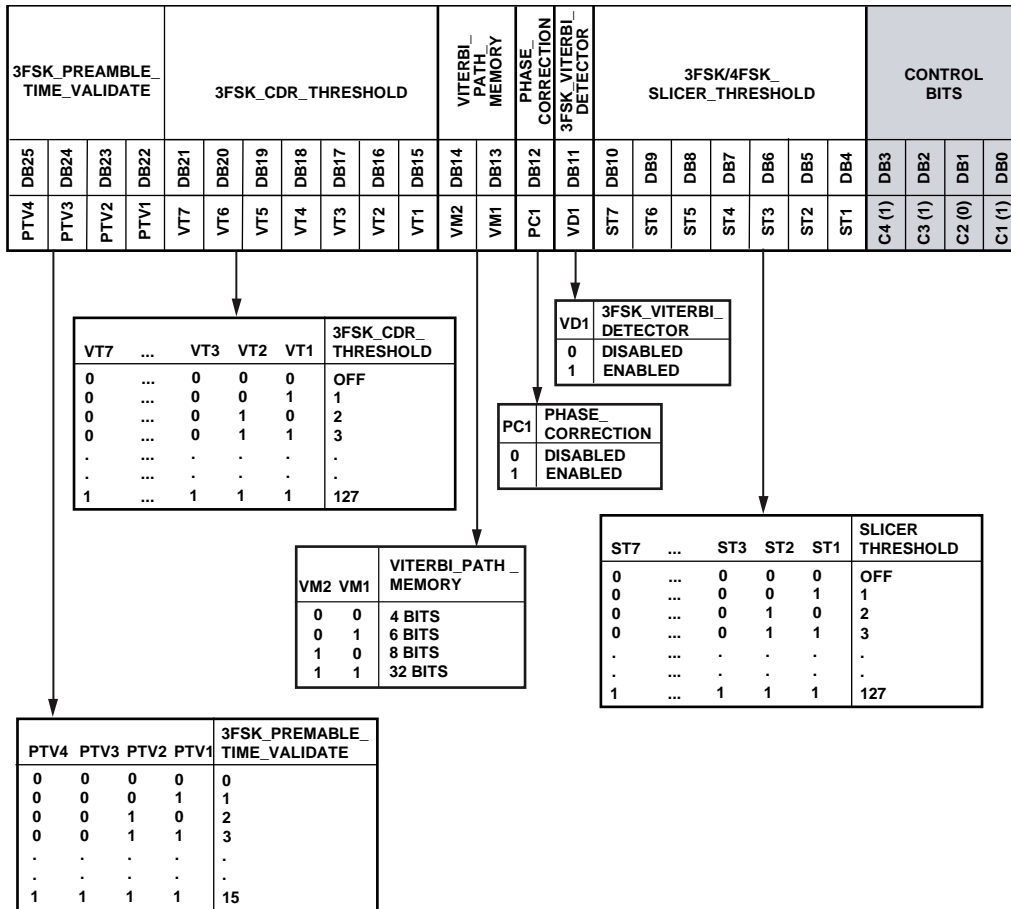 3FSK_PREAMBLE_
TIME_VALIDATE
3FSK_CDR_THRESHOLD
VITERBI_
PATH_
MEMORY
PHASE_
CORRECTION
3FSK_VITERBI_
DETECTOR
3FSK/4FSK_
SLICER_THRESHOLD
CONTROL
BITS
DB25 DB24 DB23 DB22 DB21 DB20 DB19 DB18 DB17 DB16 DB15 DB14 DB13 DB12 DB11 DB10 DB9 DB8 DB7 DB6 DB5 DB4 DB3 DB2 DB1 DB0
PTV4 PTV3 PTV2 PTV1 VT7 VT6 VT5 VT4 VT3 VT2 VT1 VM2 VM1 PC1 VD1 ST7 ST6 ST5 ST4 ST3 ST2 ST1 C4 (1) C3 (1) C2 (0) C1 (1)
VT7 ... VT3 VT2 VT1 3FSK_CDR_
THRESHOLD
0 ... 0 0 0 OFF
0 ... 0 0 1 1
0 ... 0 1 0 2
0 ... 0 1 1 3
. ... . . . .
. ... . . . .
1 ... 1 1 1 127
VD1 3FSK_VITERBI_
DETECTOR
0 DISABLED
1 ENABLED
PC1 PHASE_
CORRECTION
0 DISABLED
1 ENABLED
VM2 VM1 VITERBI_PATH _
MEMORY
0 0 4 BITS
0 1 6 BITS
1 0 8 BITS
1 1 32 BITS
ST7 ... ST3 ST2 ST1 SLICER
THRESHOLD
0 ... 0 0 0 OFF
0 ... 0 0 1 1
0 ... 0 1 0 2
0 ... 0 1 1 3
. ... . . . .
. ... . . . .
1 ... 1 1 1 127
PTV4 PTV3 PTV2 PTV1 3FSK_PREMABLE_
TIME_VALIDATE
0 0 0 0 0
0 0 0 1 1
0 0 1 0 2
0 0 1 1 3
. . . . .
. . . . .
1 1 1 1 15